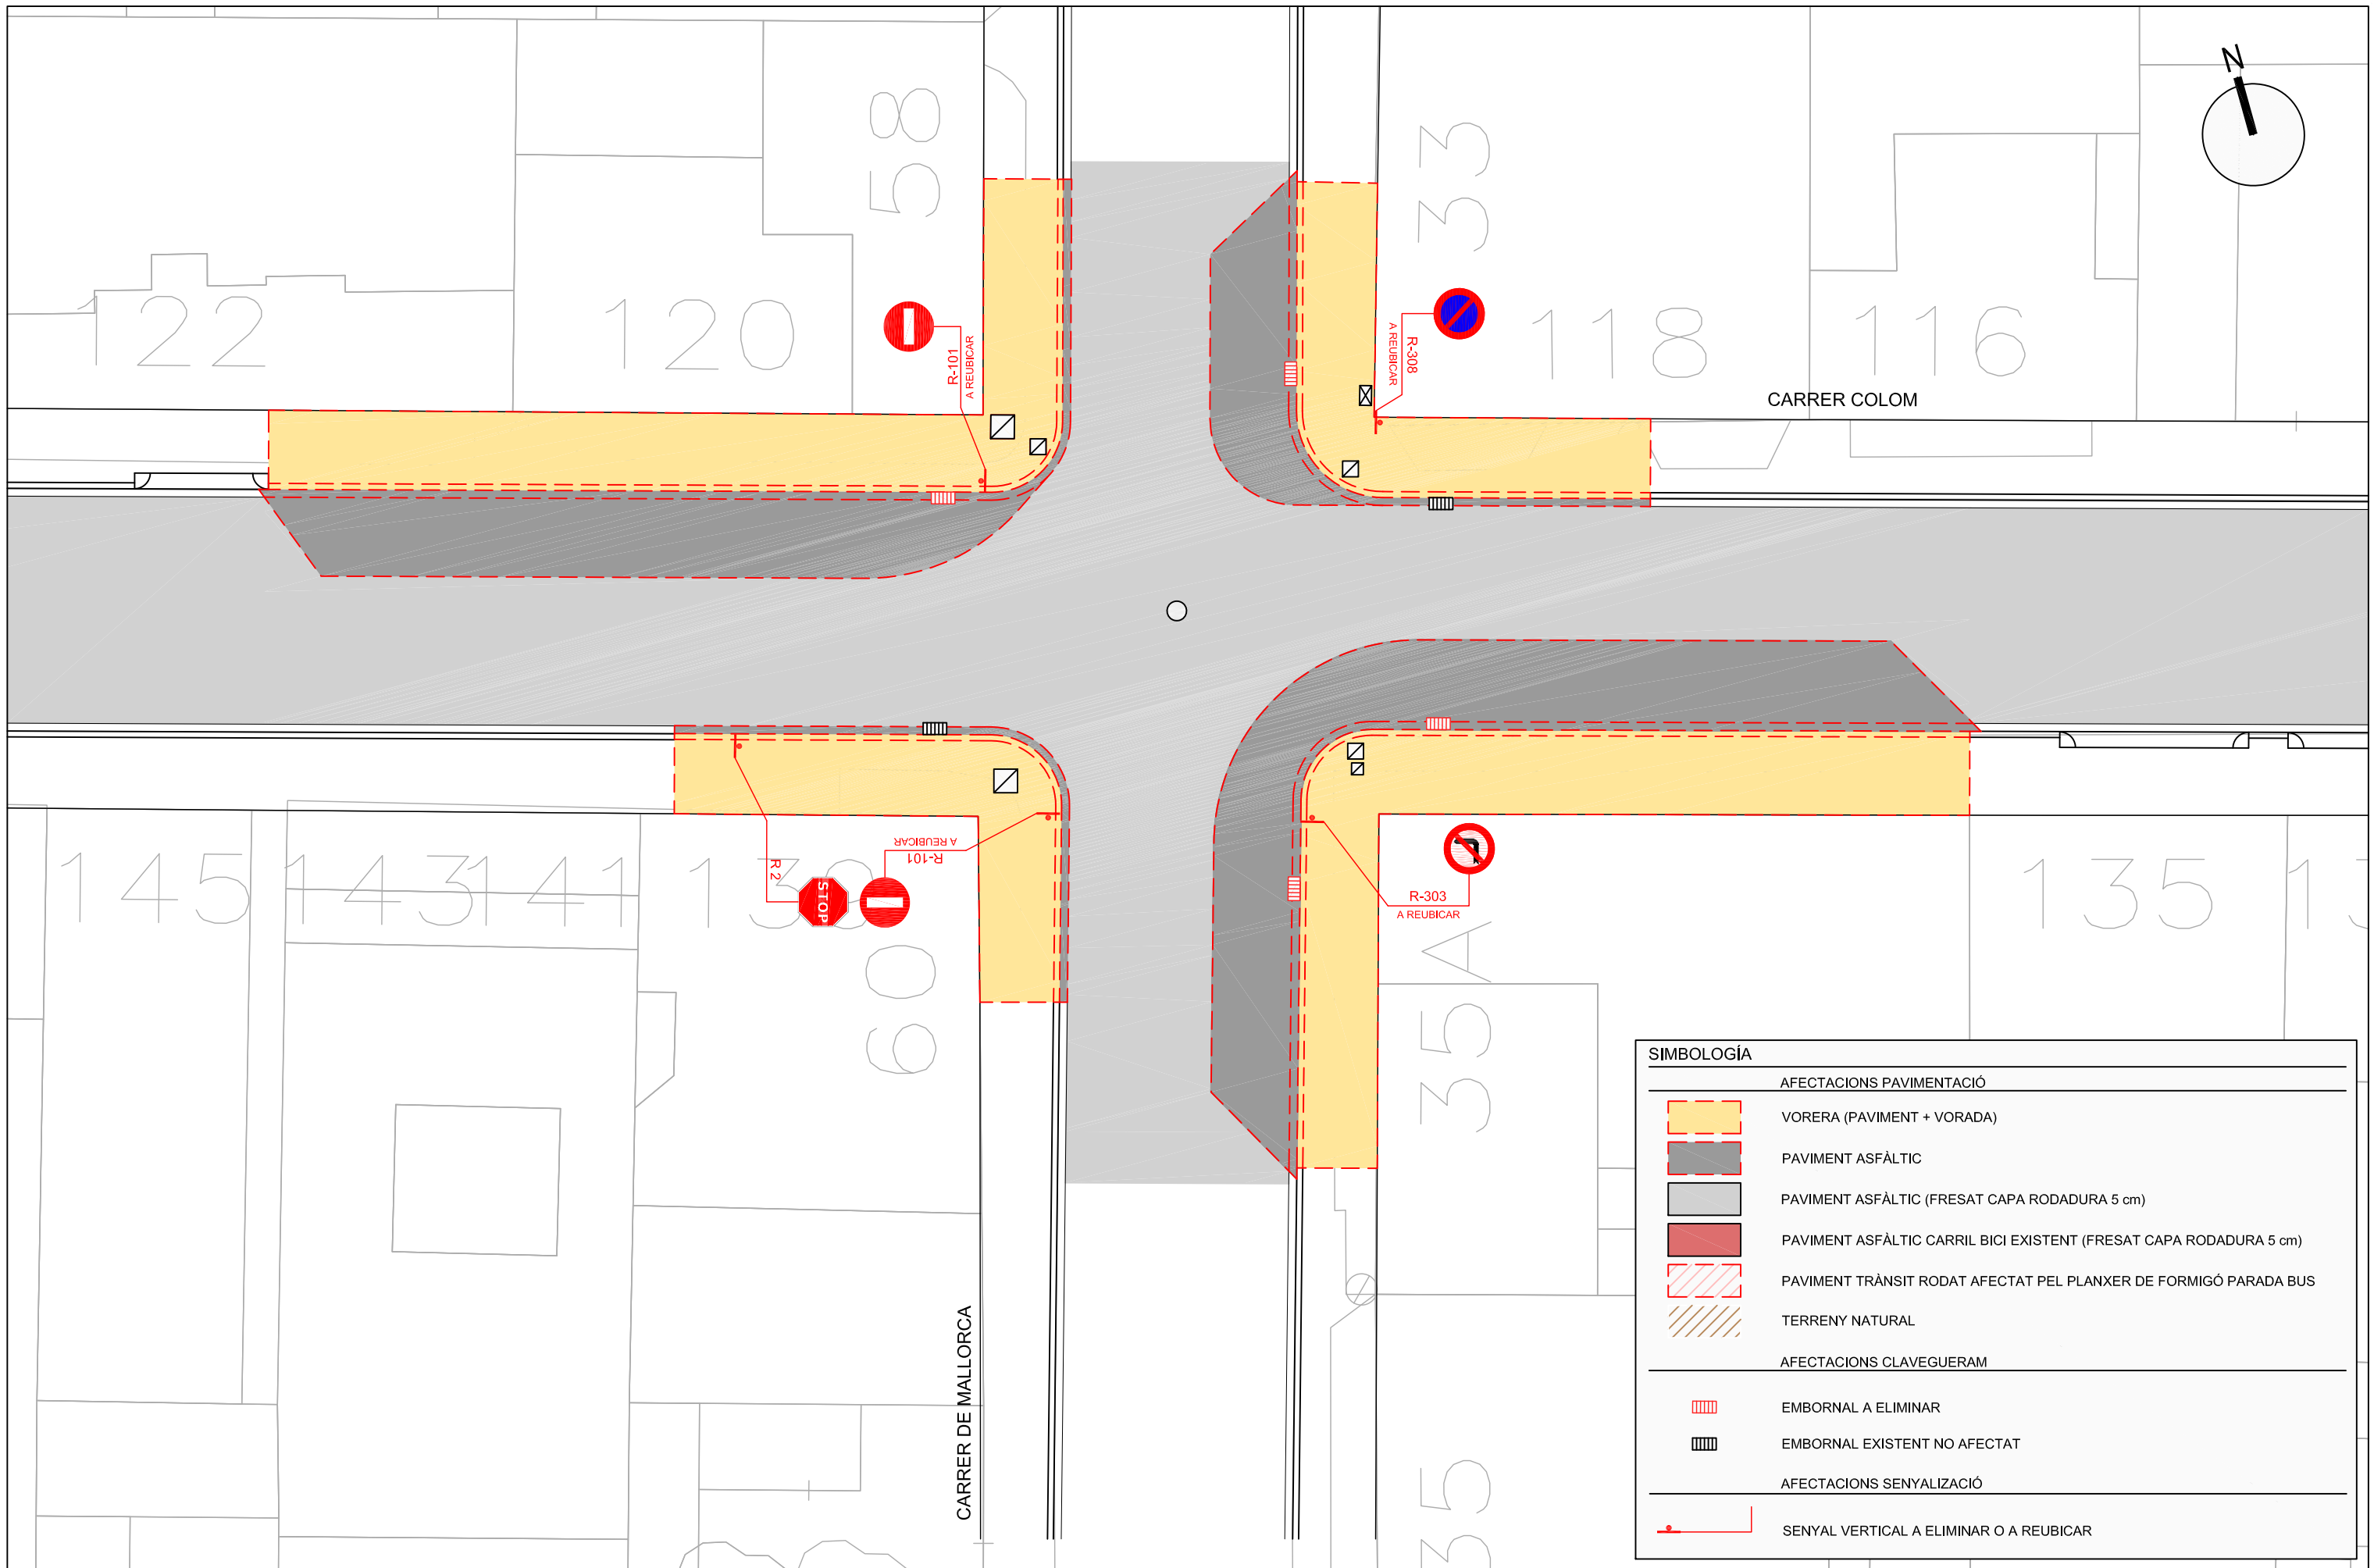 N
58
33
122
120
118
116
R-101
A REUBICAR
R-308
A REUBICAR
CARRER COLOM
145
143
141
R 2
STOP
R-101
A REUBICAR
R-303
A REUBICAR
135
60
35 A
35
CARRER DE MALLORCA
SIMBOLOGÍA
AFECTACIONS PAVIMENTACIÓ
VORERA (PAVIMENT + VORADA)
PAVIMENT ASFÀLTIC
PAVIMENT ASFÀLTIC (FRESAT CAPA RODADURA 5 cm)
PAVIMENT ASFÀLTIC CARRIL BICI EXISTENT (FRESAT CAPA RODADURA 5 cm)
PAVIMENT TRÀNSIT RODAT AFECTAT PEL PLANXER DE FORMIGÓ PARADA BUS
TERRENY NATURAL
AFECTACIONS CLAVEGUERAM
EMBORNAL A ELIMINAR
EMBORNAL EXISTENT NO AFECTAT
AFECTACIONS SENYALIZACIÓ
SENYAL VERTICAL A ELIMINAR O A REUBICAR